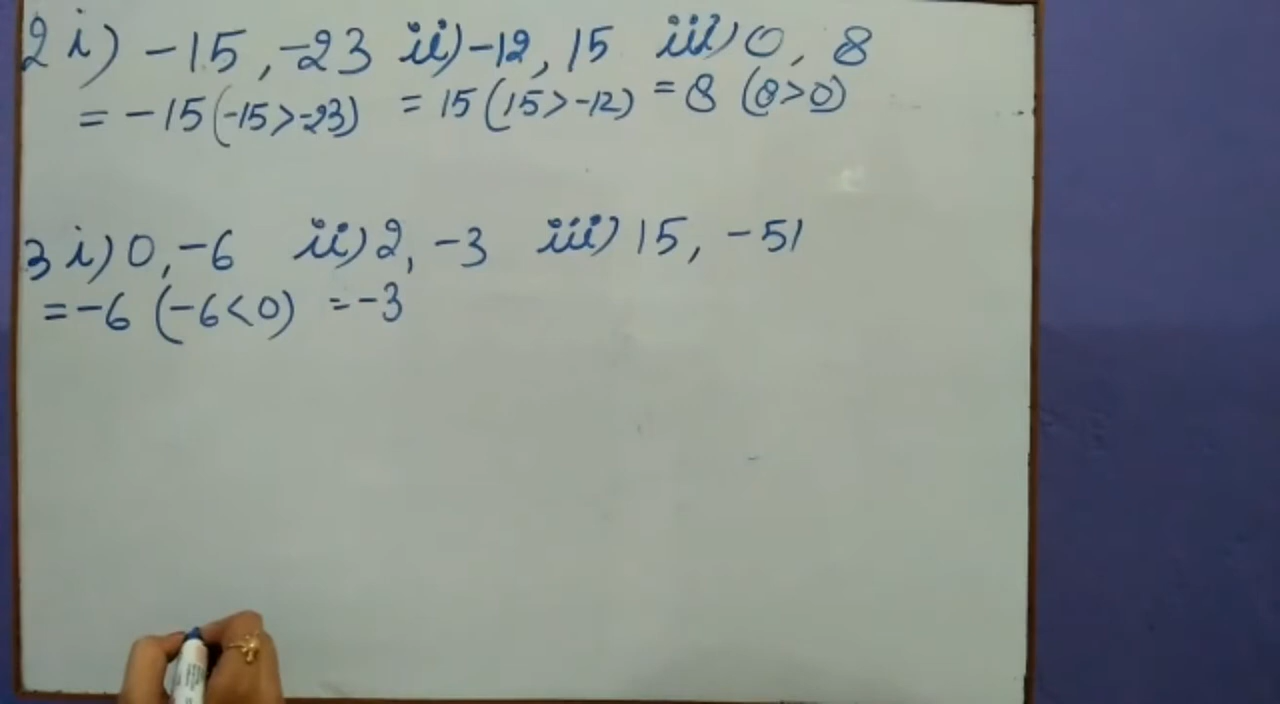 2 i) -15, -23 ii) -12, 15 iii) 0, 8
= -15 (-15>-23) = 15 (15>-12) = 8 (8>0)
3 i) 0, -6 ii) 2, -3 iii) 15, -51
= -6 (-6<0) = -3